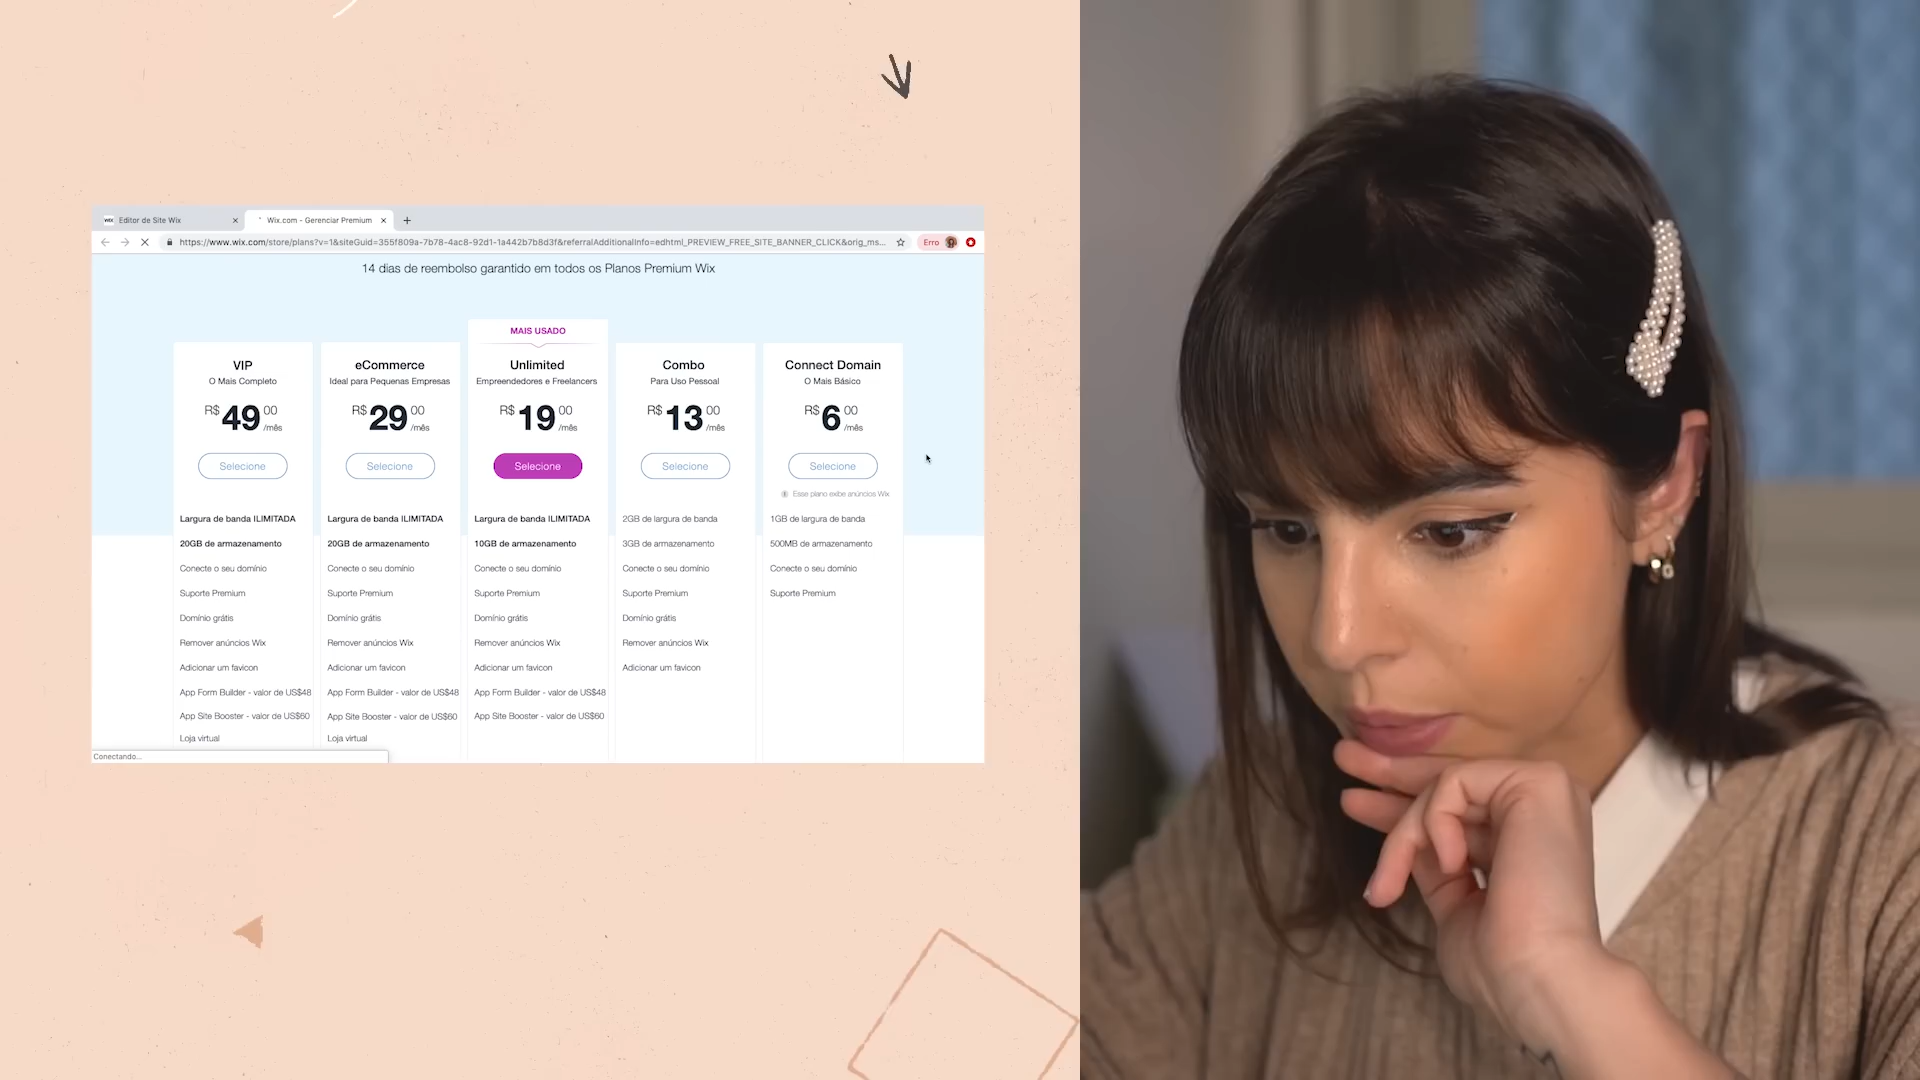 WIX Editor de Site Wix
Wix.com - Gerenciar Premium
https://www.wix.com/store/plans?v=1&siteGuid=355f809a-7b78-4ac8-92d1-1a442b7b8d3f&referralAdditionalInfo=edhtml_PREVIEW_FREE_SITE_BANNER_CLICK&orig_ms...
Erro
14 dias de reembolso garantido em todos os Planos Premium Wix
VIP
O Mais Completo
R$ 49 00 /mês
Selecione
Largura de banda ILIMITADA
20GB de armazenamento
Conecte o seu domínio
Suporte Premium
Domínio grátis
Remover anúncios Wix
Adicionar um favicon
App Form Builder - valor de US$48
App Site Booster - valor de US$60
Loja virtual
eCommerce
Ideal para Pequenas Empresas
R$ 29 00 /mês
Selecione
Largura de banda ILIMITADA
20GB de armazenamento
Conecte o seu domínio
Suporte Premium
Domínio grátis
Remover anúncios Wix
Adicionar um favicon
App Form Builder - valor de US$48
App Site Booster - valor de US$60
Loja virtual
MAIS USADO
Unlimited
Empreendedores e Freelancers
R$ 19 00 /mês
Selecione
Largura de banda ILIMITADA
10GB de armazenamento
Conecte o seu domínio
Suporte Premium
Domínio grátis
Remover anúncios Wix
Adicionar um favicon
App Form Builder - valor de US$48
App Site Booster - valor de US$60
Combo
Para Uso Pessoal
R$ 13 00 /mês
Selecione
2GB de largura de banda
3GB de armazenamento
Conecte o seu domínio
Suporte Premium
Domínio grátis
Remover anúncios Wix
Adicionar um favicon
Connect Domain
O Mais Básico
R$ 6 00 /mês
Selecione
Esse plano exibe anúncios Wix
1GB de largura de banda
500MB de armazenamento
Conecte o seu domínio
Suporte Premium
Conectando...